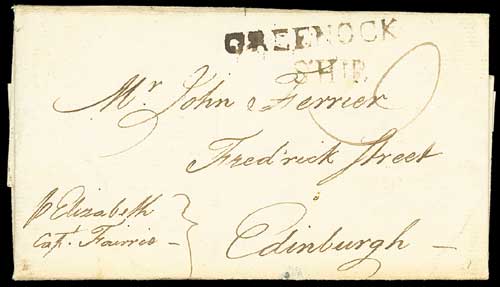 GREENOCK
SHIP
Mr. John Ferrier
Fredrick Street
Edinburgh
p Elizabeth
Capt. Fairrie